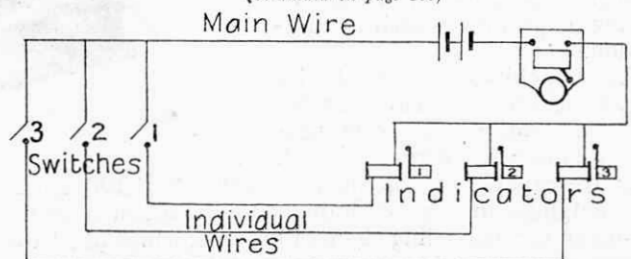 Main Wire
3 2 1
Switches
1 2 3
Indicators
Individual
Wires